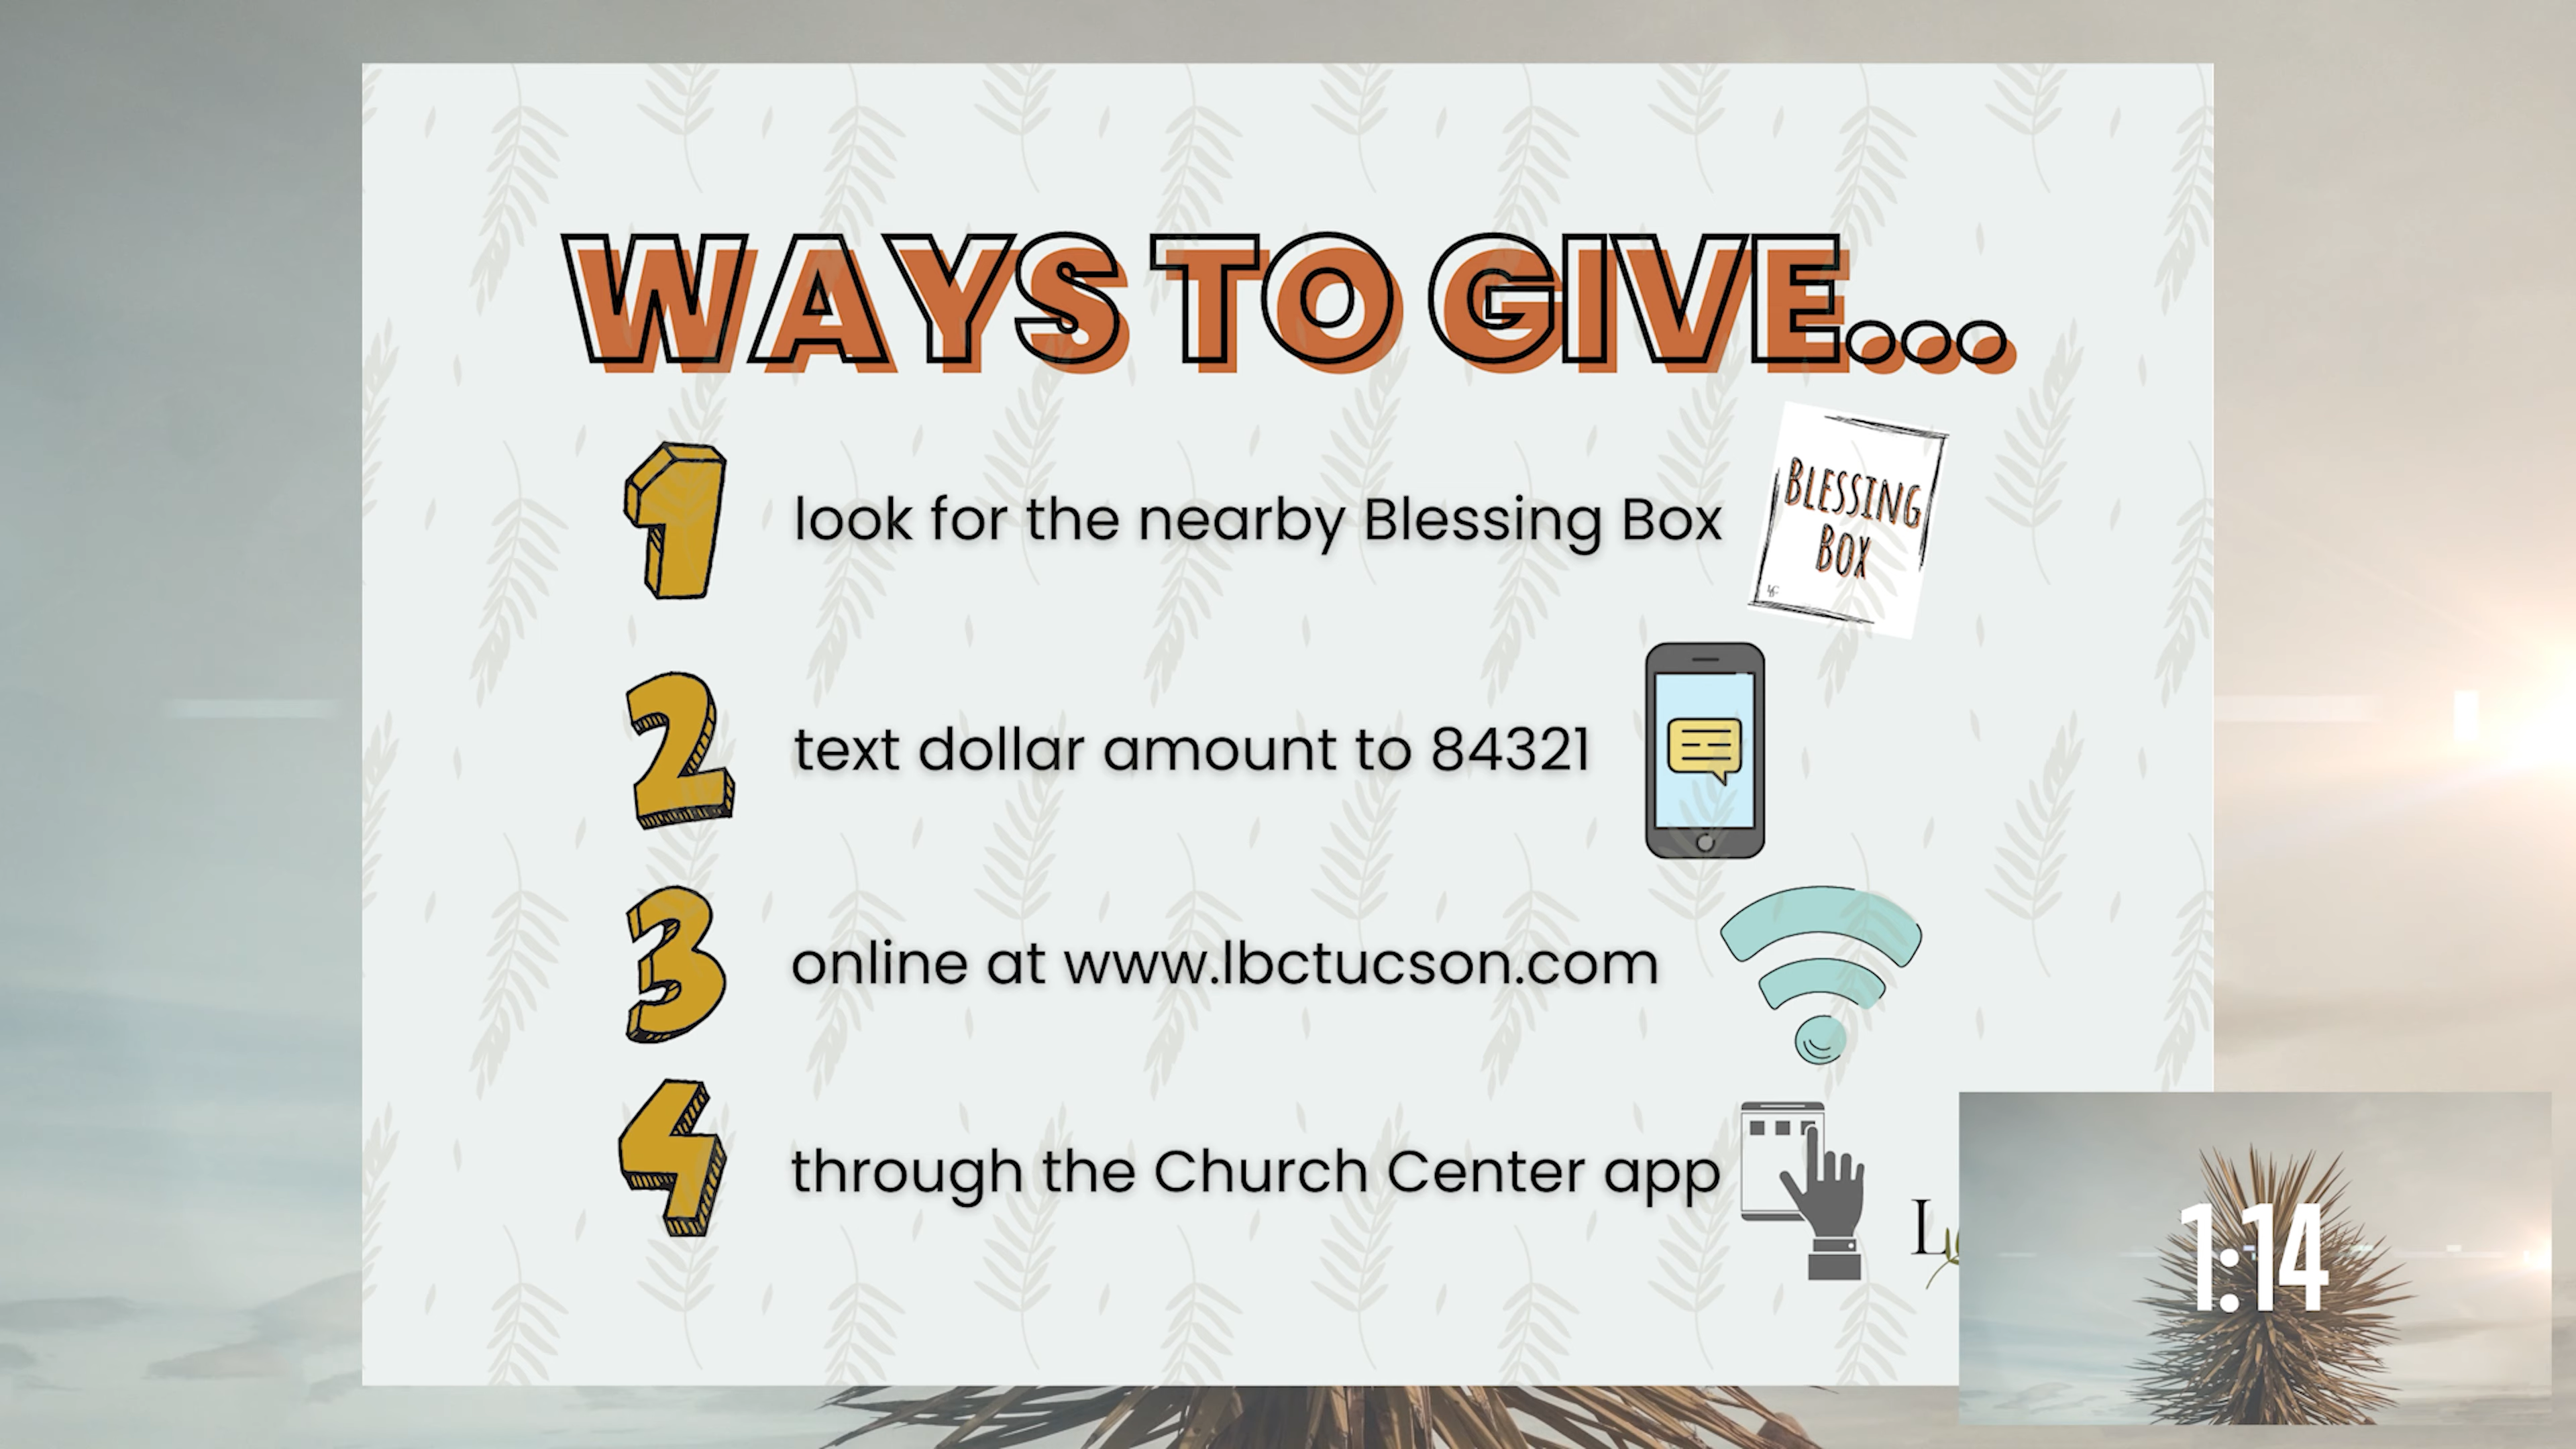 WAYS TO GIVE...
1 look for the nearby Blessing Box
BLESSING
BOX
2 text dollar amount to 84321
3 online at www.lbctucson.com
4 through the Church Center app
L
1:14